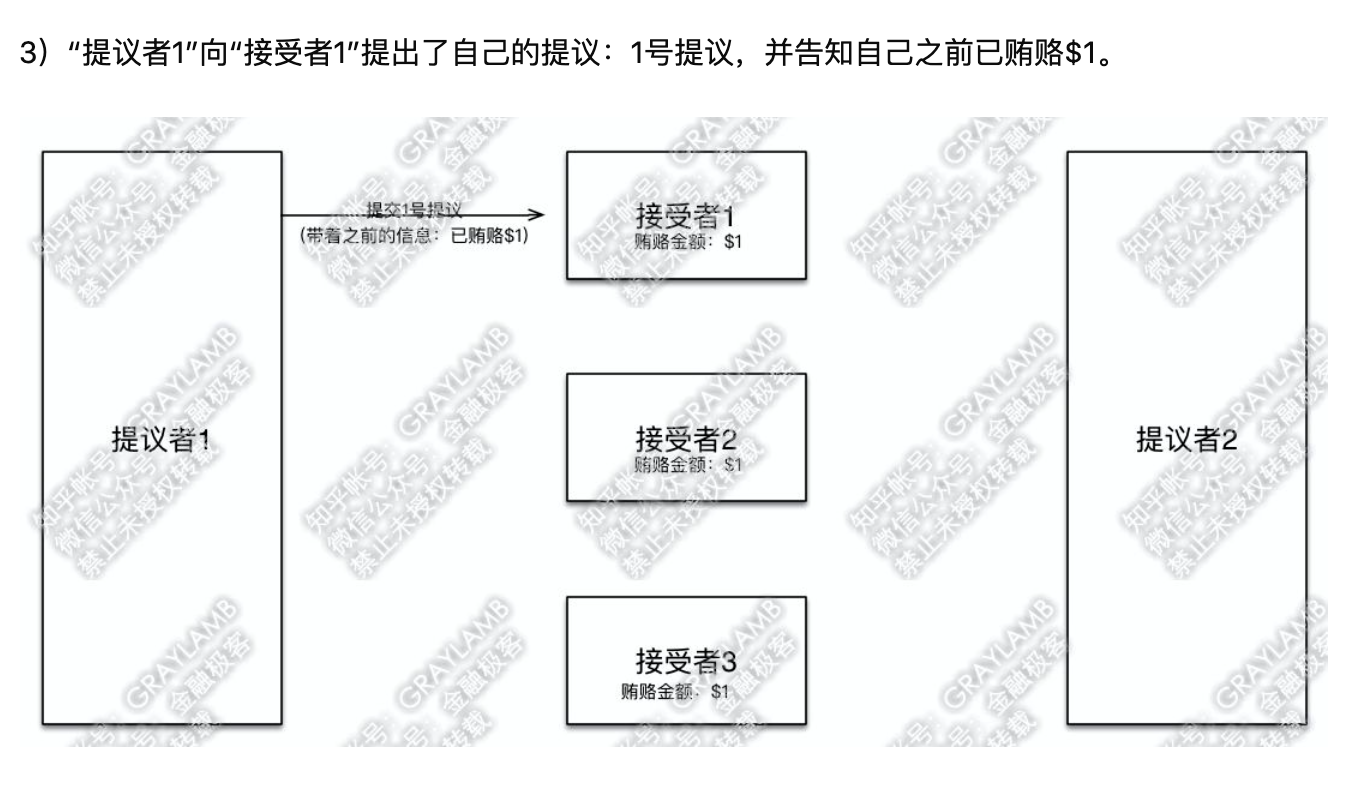 3）“提议者1”向“接受者1”提出了自己的提议：1号提议，并告知自己之前已贿赂$1。
提交1号提议
(带着之前的信息：已贿赂$1)
接受者1
贿赂金额：$1
提议者1
接受者2
贿赂金额：$1
提议者2
接受者3
贿赂金额：$1
知乎帐号：GRAYLAMB
微信公众号：金融极客
禁止未授权转载